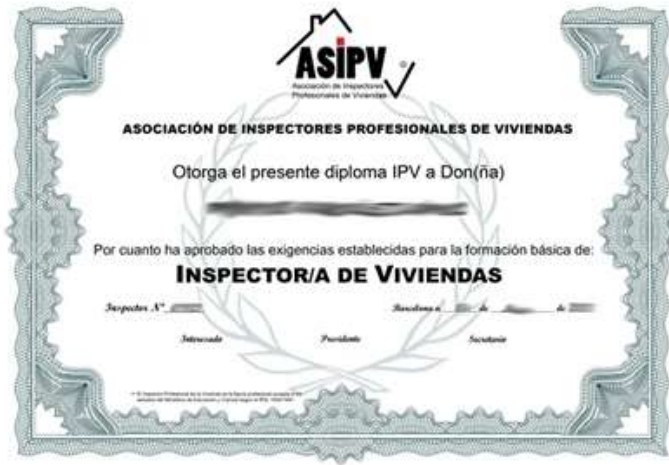 ASiPV
Asociación de Inspectores
Profesionales de Viviendas
ASOCIACIÓN DE INSPECTORES PROFESIONALES DE VIVIENDAS
Otorga el presente diploma IPV a Don(ña)
Por cuanto ha aprobado las exigencias establecidas para la formación básica de:
INSPECTOR/A DE VIVIENDAS
Inspector Nº Barcelona a de de
Interesado Presidente Secretario